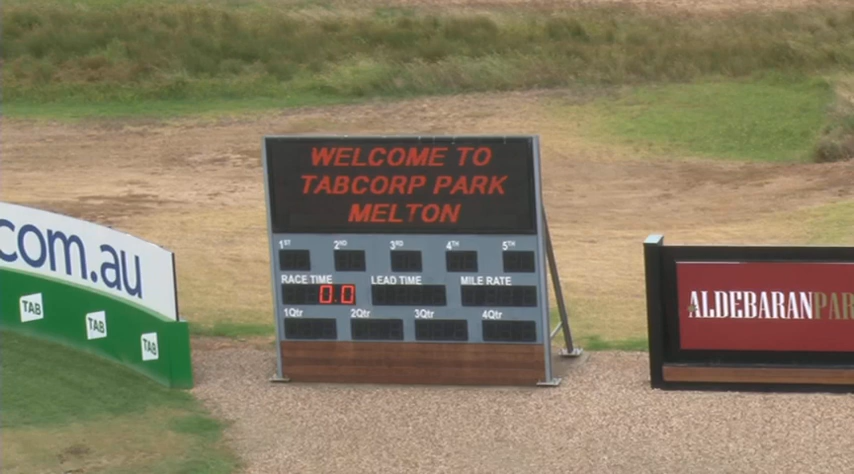 WELCOME TO
TABCORP PARK
MELTON
1ST 2ND 3RD 4TH 5TH
RACE TIME LEAD TIME MILE RATE
0.0
1Qtr 2Qtr 3Qtr 4Qtr
com.au
TAB TAB TAB
ALDEBARAN PAR